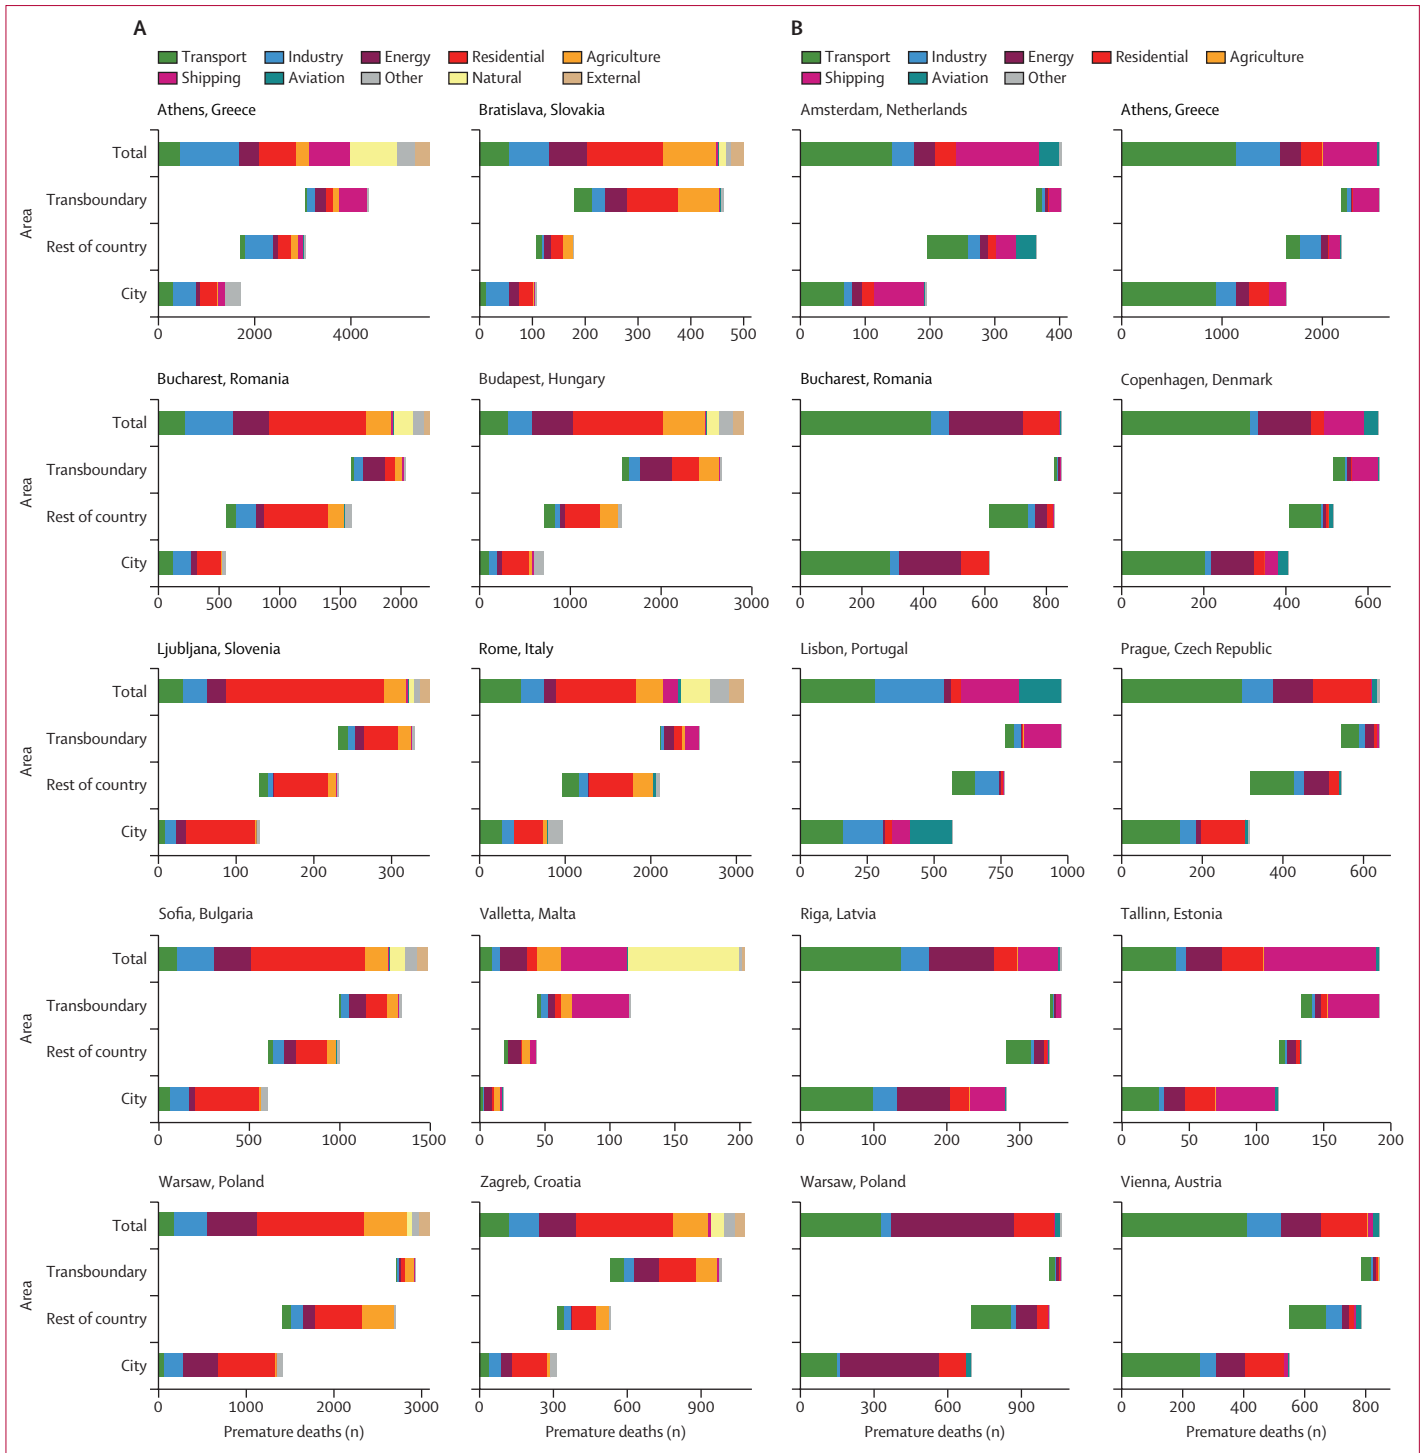 A
B
Transport Industry Energy Residential Agriculture
Shipping Aviation Other Natural External
Transport Industry Energy Residential Agriculture
Shipping Aviation Other
Athens, Greece
Bratislava, Slovakia
Amsterdam, Netherlands
Athens, Greece
Area
Total
Transboundary
Rest of country
City
0 2000 4000
0 100 200 300 400 500
0 100 200 300 400
0 1000 2000
Bucharest, Romania
Budapest, Hungary
Bucharest, Romania
Copenhagen, Denmark
Area
Total
Transboundary
Rest of country
City
0 500 1000 1500 2000
0 1000 2000 3000
0 200 400 600 800
0 200 400 600
Ljubljana, Slovenia
Rome, Italy
Lisbon, Portugal
Prague, Czech Republic
Area
Total
Transboundary
Rest of country
City
0 100 200 300
0 1000 2000 3000
0 250 500 750 1000
0 200 400 600
Sofia, Bulgaria
Valletta, Malta
Riga, Latvia
Tallinn, Estonia
Area
Total
Transboundary
Rest of country
City
0 500 1000 1500
0 50 100 150 200
0 100 200 300
0 50 100 150 200
Warsaw, Poland
Zagreb, Croatia
Warsaw, Poland
Vienna, Austria
Area
Total
Transboundary
Rest of country
City
0 1000 2000 3000
0 300 600 900
0 300 600 900
0 200 400 600 800
Premature deaths (n)
Premature deaths (n)
Premature deaths (n)
Premature deaths (n)